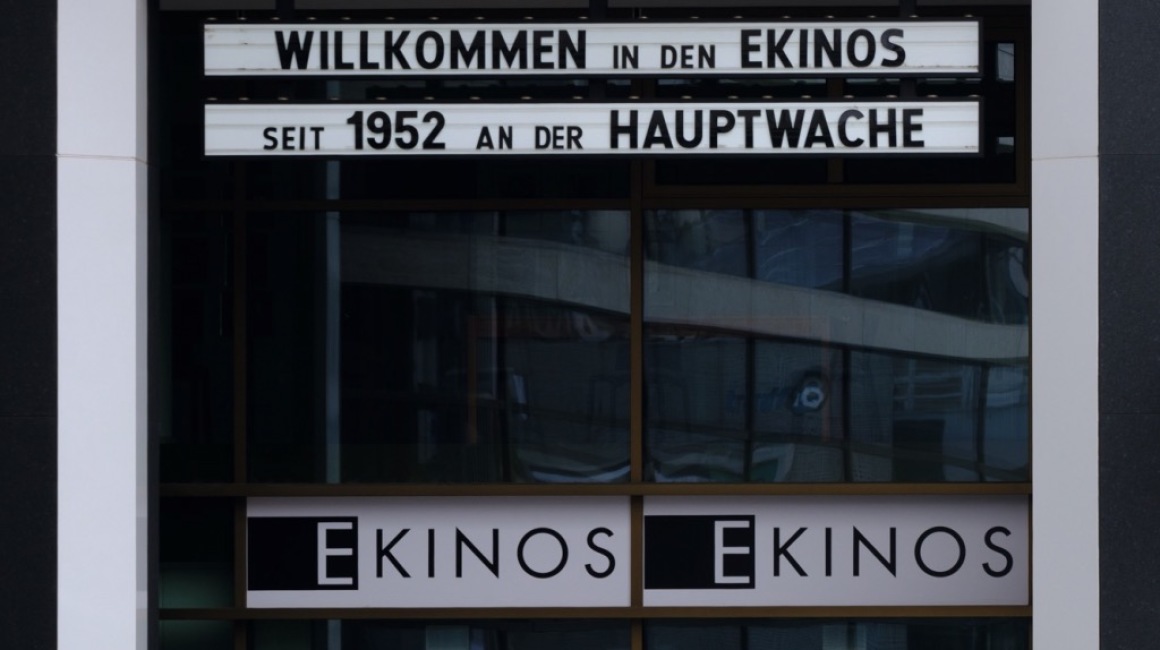 WILLKOMMEN IN DEN EKINOS
SEIT 1952 AN DER HAUPTWACHE
EKINOS EKINOS